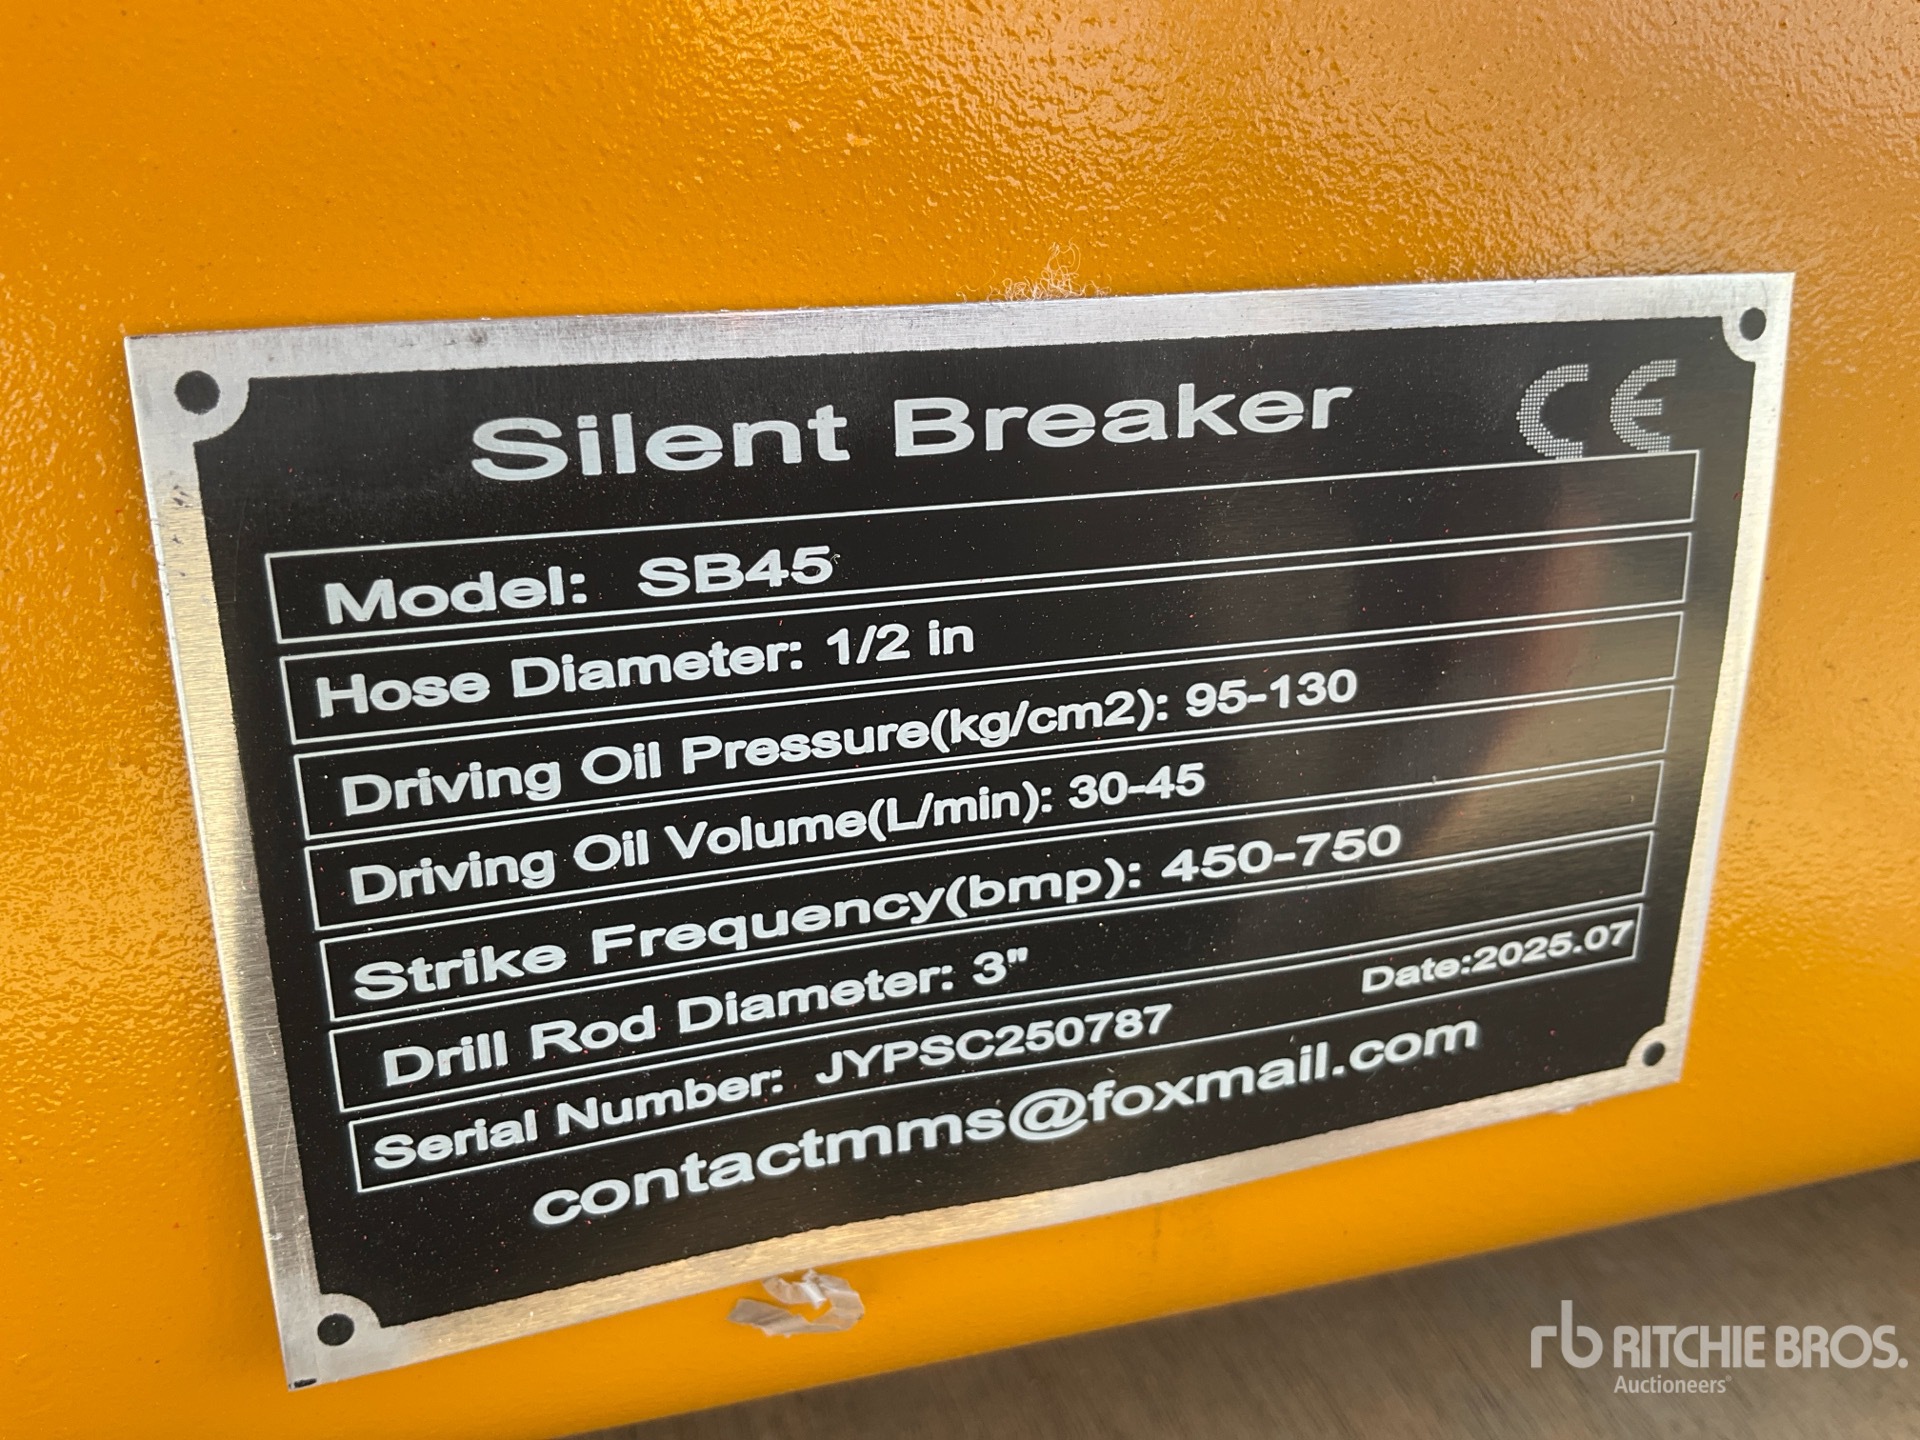 Silent Breaker CE
Model: SB45
Hose Diameter: 1/2 in
Driving Oil Pressure(kg/cm2): 95-130
Driving Oil Volume(L/min): 30-45
Strike Frequency(bmp): 450-750
Drill Rod Diameter: 3"
Serial Number: JYPSC250787 Date:2025.07
contactmms@foxmail.com
rb RITCHIE BROS.
Auctioneers